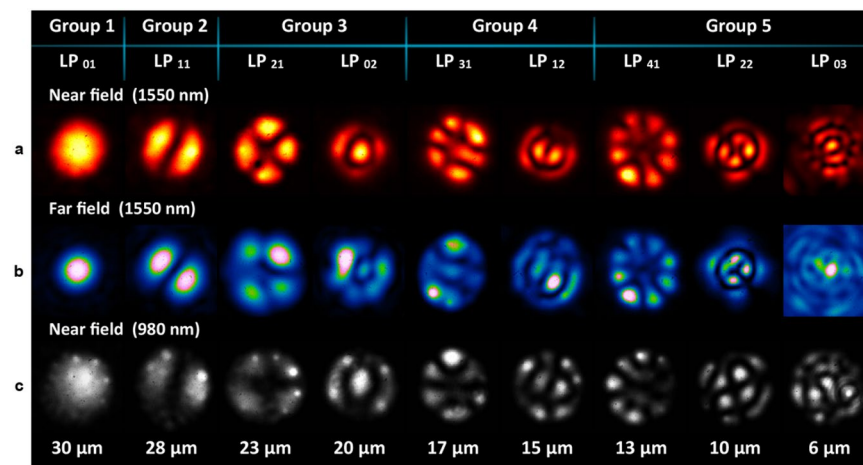 Group 1 Group 2 Group 3 Group 4 Group 5
LP 01 LP 11 LP 21 LP 02 LP 31 LP 12 LP 41 LP 22 LP 03
Near field (1550 nm)
a
Far field (1550 nm)
b
Near field (980 nm)
c
30 μm 28 μm 23 μm 20 μm 17 μm 15 μm 13 μm 10 μm 6 μm